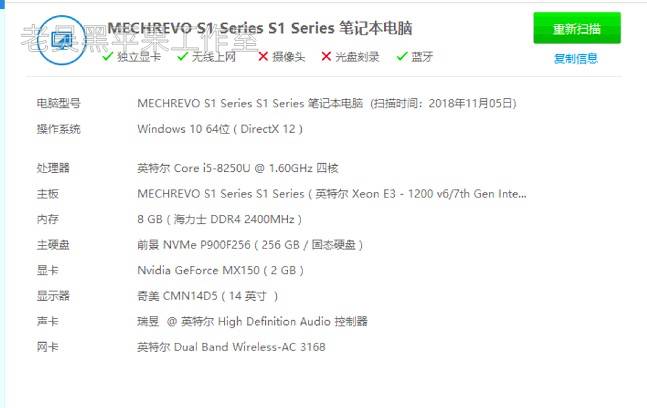 MECHREVO S1 Series S1 Series 笔记本电脑
老吴黑苹果工作室
独立显卡 无线上网 摄像头 光盘刻录 蓝牙
重新扫描
复制信息
电脑型号 MECHREVO S1 Series S1 Series 笔记本电脑 (扫描时间：2018年11月05日)
操作系统 Windows 10 64位 ( DirectX 12 )
处理器 英特尔 Core i5-8250U @ 1.60GHz 四核
主板 MECHREVO S1 Series S1 Series ( 英特尔 Xeon E3 - 1200 v6/7th Gen Inte...
内存 8 GB ( 海力士 DDR4 2400MHz )
主硬盘 前景 NVMe P900F256 ( 256 GB / 固态硬盘 )
显卡 Nvidia GeForce MX150 ( 2 GB )
显示器 奇美 CMN14D5 ( 14 英寸 )
声卡 瑞昱 @ 英特尔 High Definition Audio 控制器
网卡 英特尔 Dual Band Wireless-AC 3168